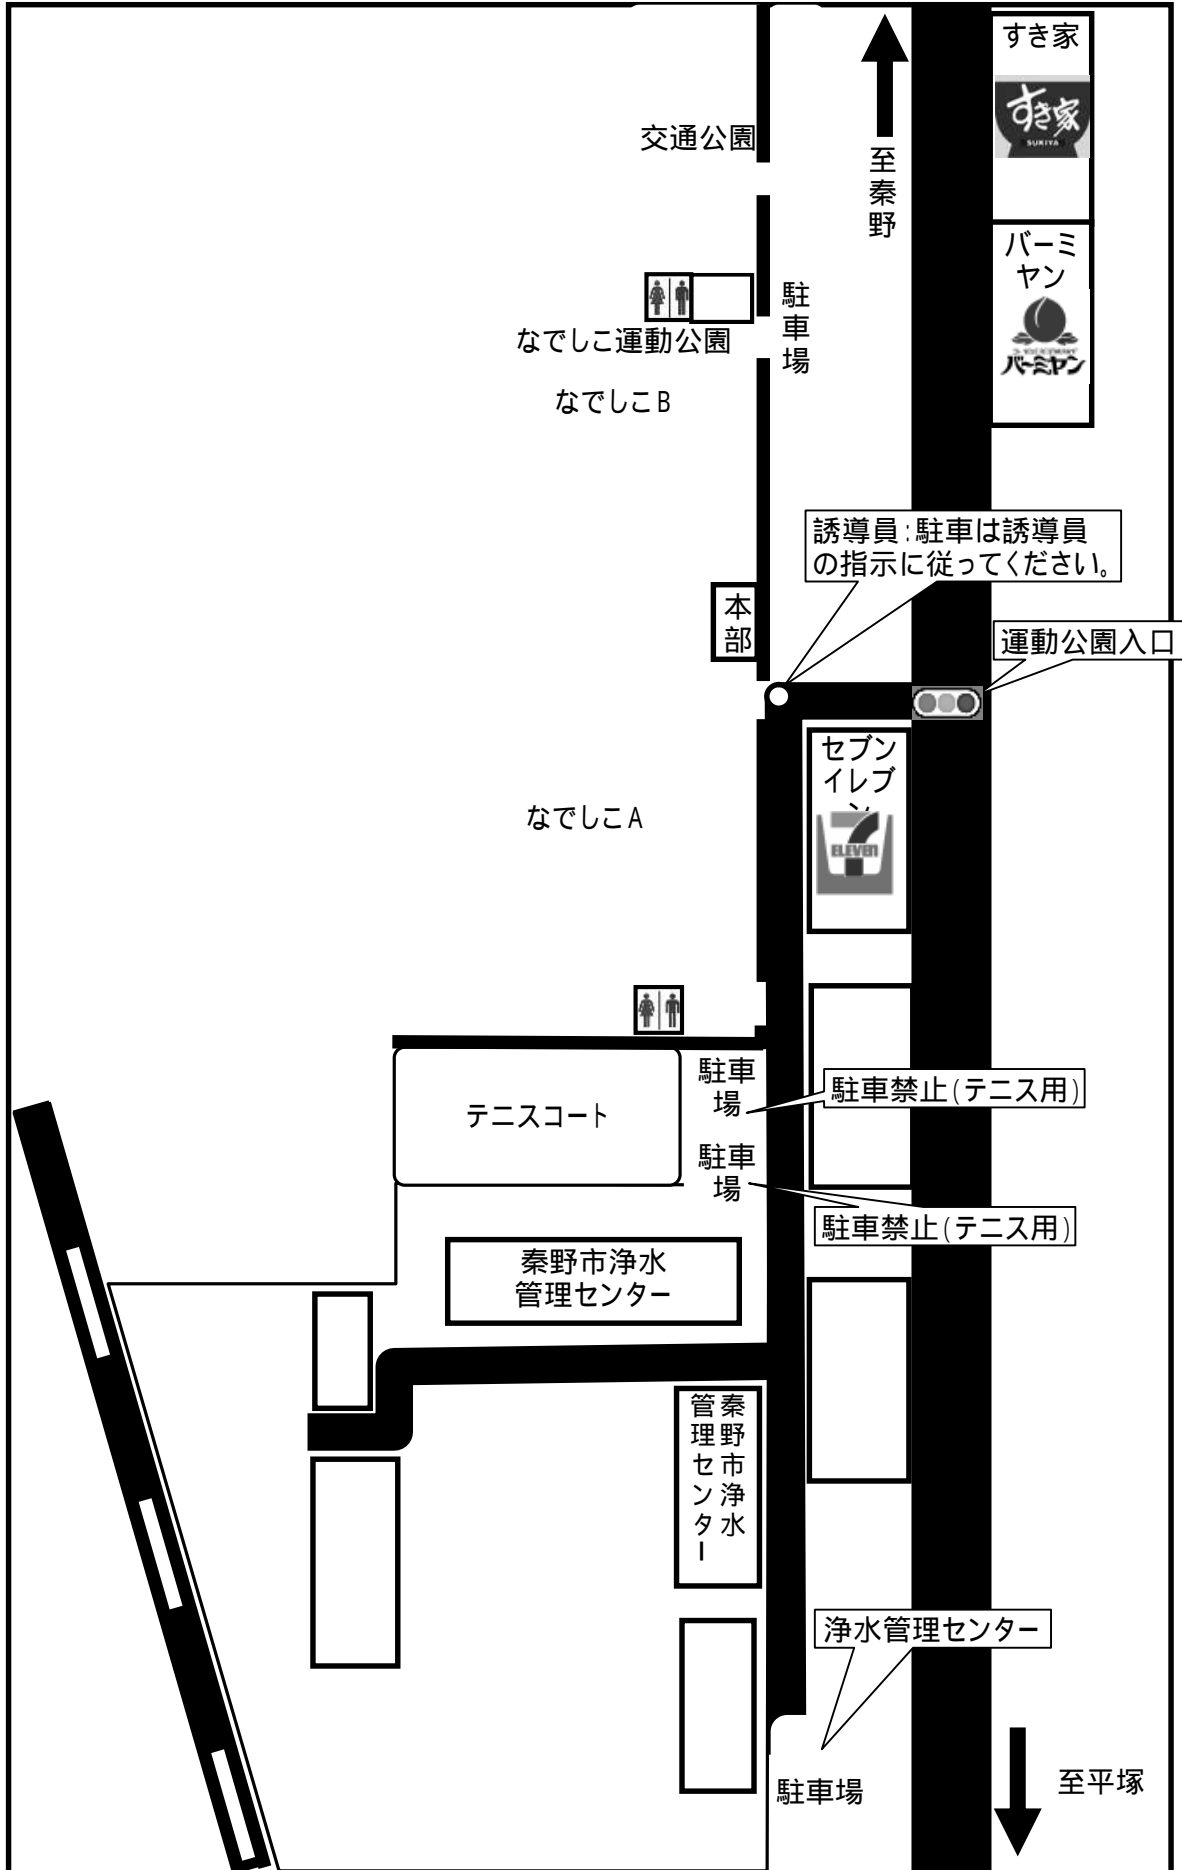 すき家
すき家
SUKIYA
交通公園
至秦野
バーミ
ヤン
バーミヤン
駐車場
なでしこ運動公園
なでしこB
誘導員:駐車は誘導員
の指示に従ってください。
本部
運動公園入口
セブン
イレブ
ン
7
ELEVEN
なでしこA
駐車
場
駐車禁止(テニス用)
テニスコート
駐車
場
駐車禁止(テニス用)
秦野市浄水
管理センター
秦野市浄水
管理センター
浄水管理センター
至平塚
駐車場